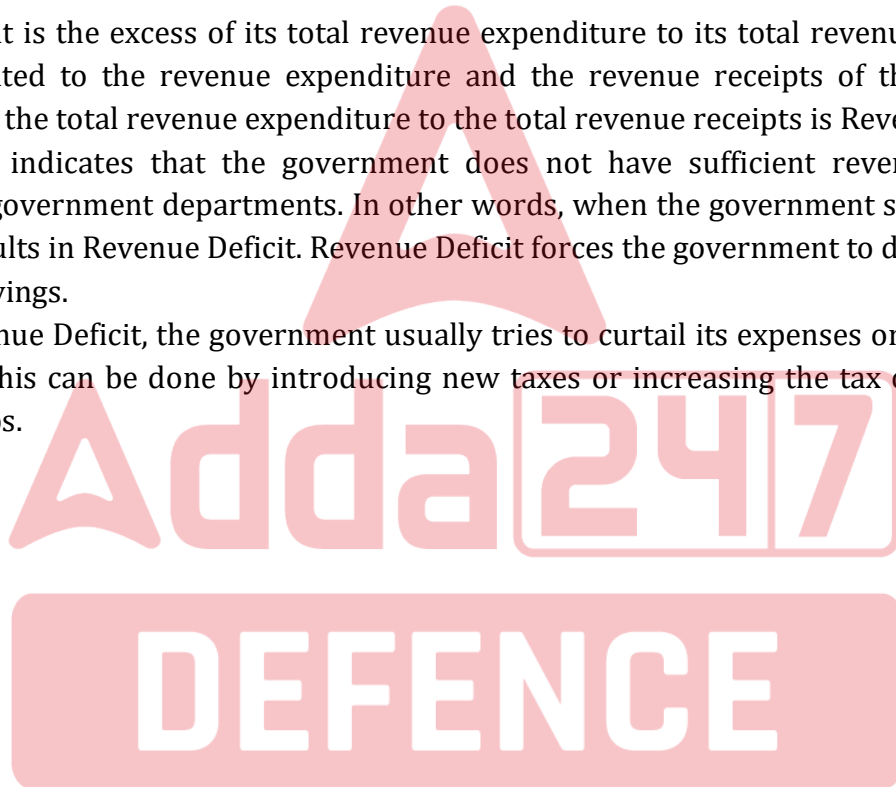 t is the excess of its total revenue expenditure to its total revenu
ted to the revenue expenditure and the revenue receipts of th
the total revenue expenditure to the total revenue receipts is Reve
indicates that the government does not have sufficient reven
government departments. In other words, when the government s
ults in Revenue Deficit. Revenue Deficit forces the government to d
vings.
nue Deficit, the government usually tries to curtail its expenses or
his can be done by introducing new taxes or increasing the tax o
os.
Adda247
DEFENCE